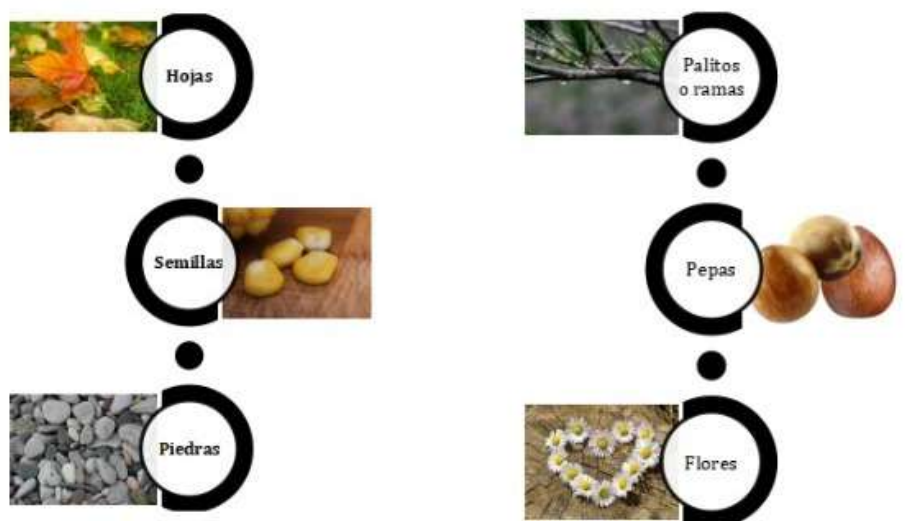 Hojas
Semillas
Piedras
Palitos
o ramas
Pepas
Flores